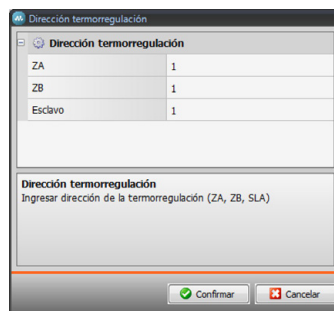 Dirección termorregulación
Dirección termorregulación
ZA 1
ZB 1
Esclavo 1
Dirección termorregulación
Ingresar dirección de la termorregulación (ZA, ZB, SLA)
Confirmar Cancelar